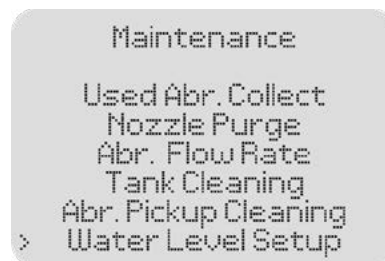 Maintenance
Used Abr. Collect
Nozzle Purge
Abr. Flow Rate
Tank Cleaning
Abr. Pickup Cleaning
> Water Level Setup